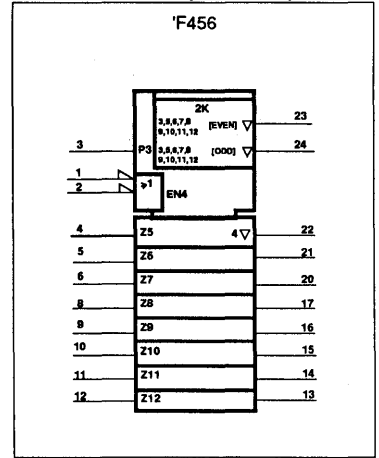 'F456
2K
3,5,6,7,8
9,10,11,12
[EVEN]
23
3,5,6,7,8
9,10,11,12
[ODD]
24
3
P3
1
≥1
2
EN4
4
Z5
4
22
5
Z6
21
6
Z7
20
8
Z8
17
9
Z9
16
10
Z10
15
11
Z11
14
12
Z12
13